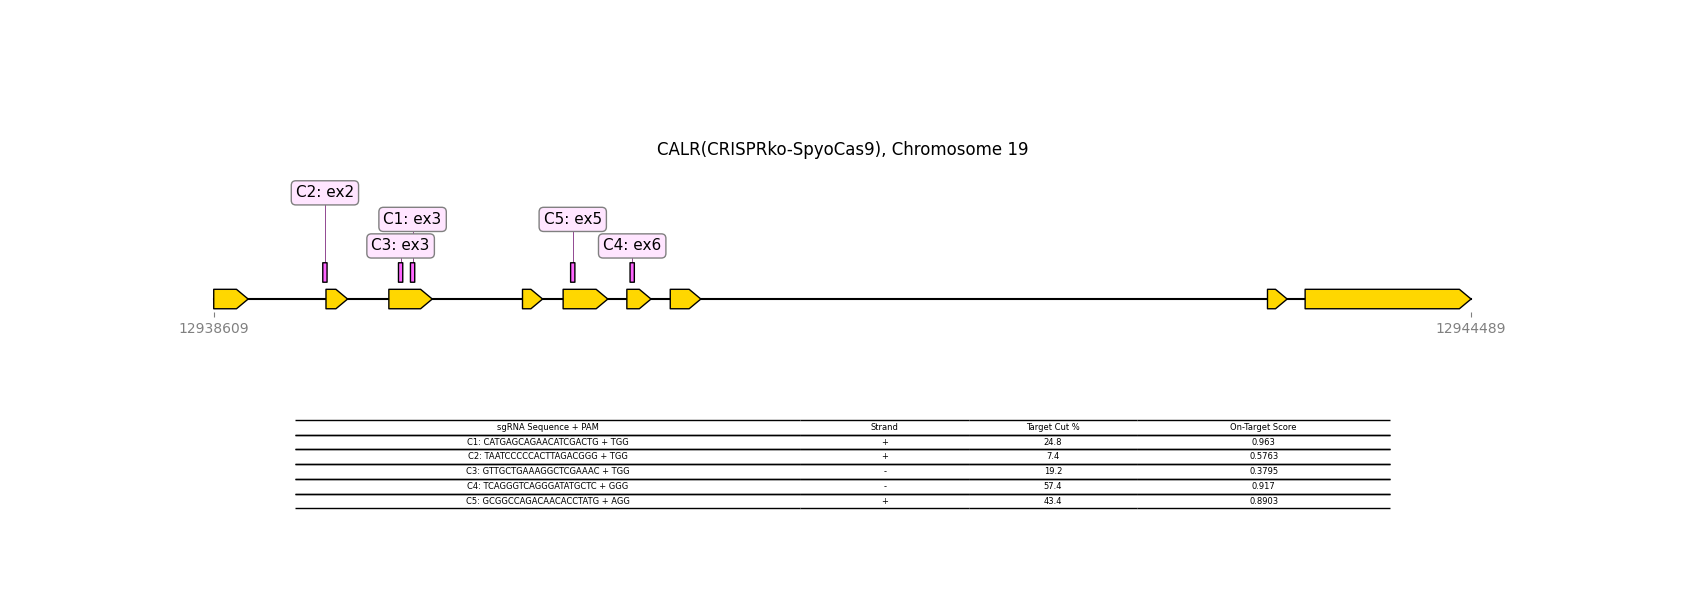 CALR(CRISPRko-SpyoCas9), Chromosome 19
C2: ex2
C1: ex3
C5: ex5
C3: ex3
C4: ex6
12938609
12944489
sgRNA Sequence + PAM Strand Target Cut % On-Target Score
C1: CATGAGCAGAACATCGACTG + TGG + 24.8 0.963
C2: TAATCCCCCACTTAGACGGG + TGG + 7.4 0.5763
C3: GTTGCTGAAAGGCTCGAAAC + TGG - 19.2 0.3795
C4: TCAGGGTCAGGGATATGCTC + GGG - 57.4 0.917
C5: GCGGCCAGACAACACCTATG + AGG + 43.4 0.8903